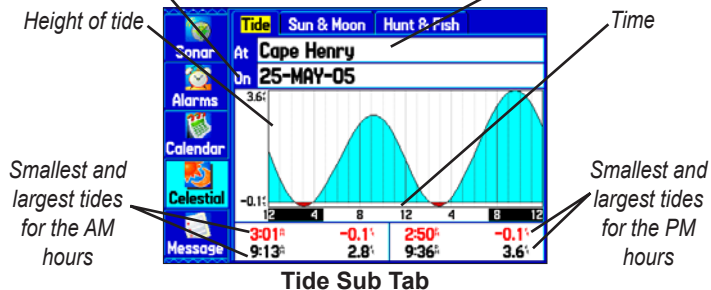 Height of tide
Time
Tide Sun & Moon Hunt & Fish
Sonar
At Cape Henry
On 25-MAY-05
Alarms
3.6
Calendar
Celestial
-0.1
12 4 8 12 4 8 12
Message
3:01 -0.1 2:50 -0.1
9:13 2.8 9:36 3.6
Smallest and
largest tides
for the AM
hours
Smallest and
largest tides
for the PM
hours
Tide Sub Tab